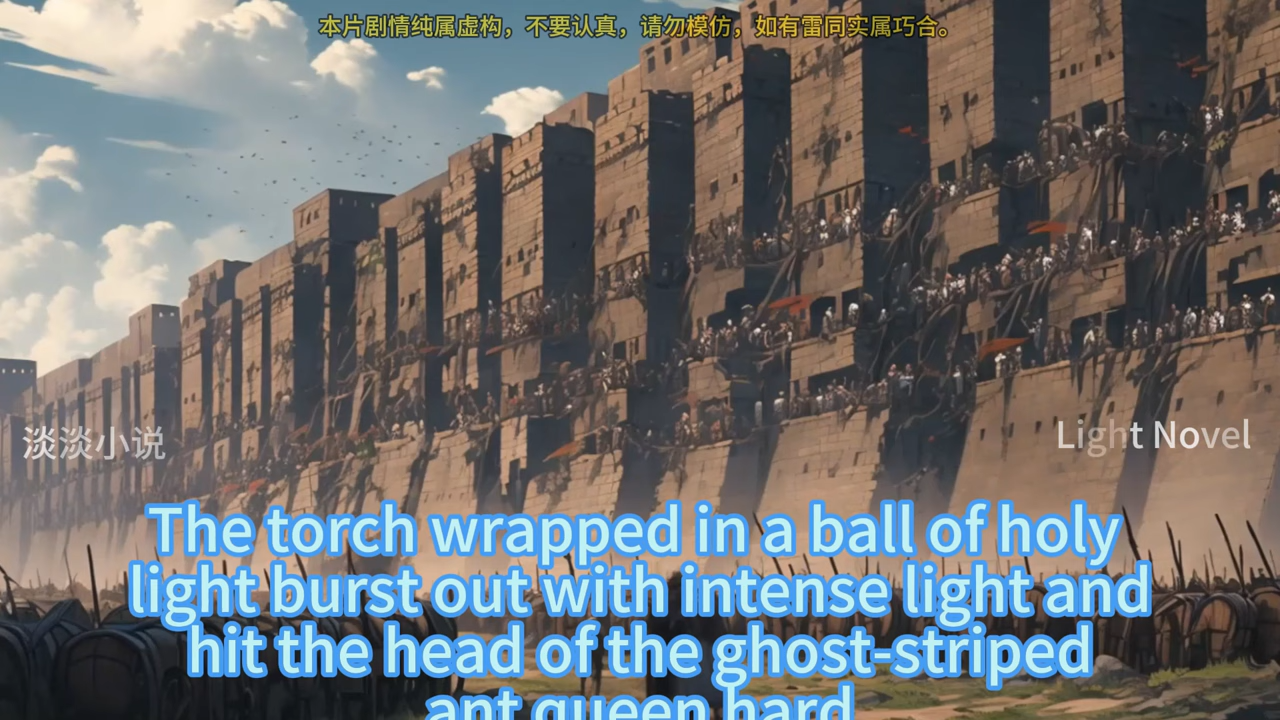 本片剧情纯属虚构，不要认真，请勿模仿，如有雷同实属巧合。
淡淡小说
Light Novel
The torch wrapped in a ball of holy
light burst out with intense light and
hit the head of the ghost-striped
ant queen hard